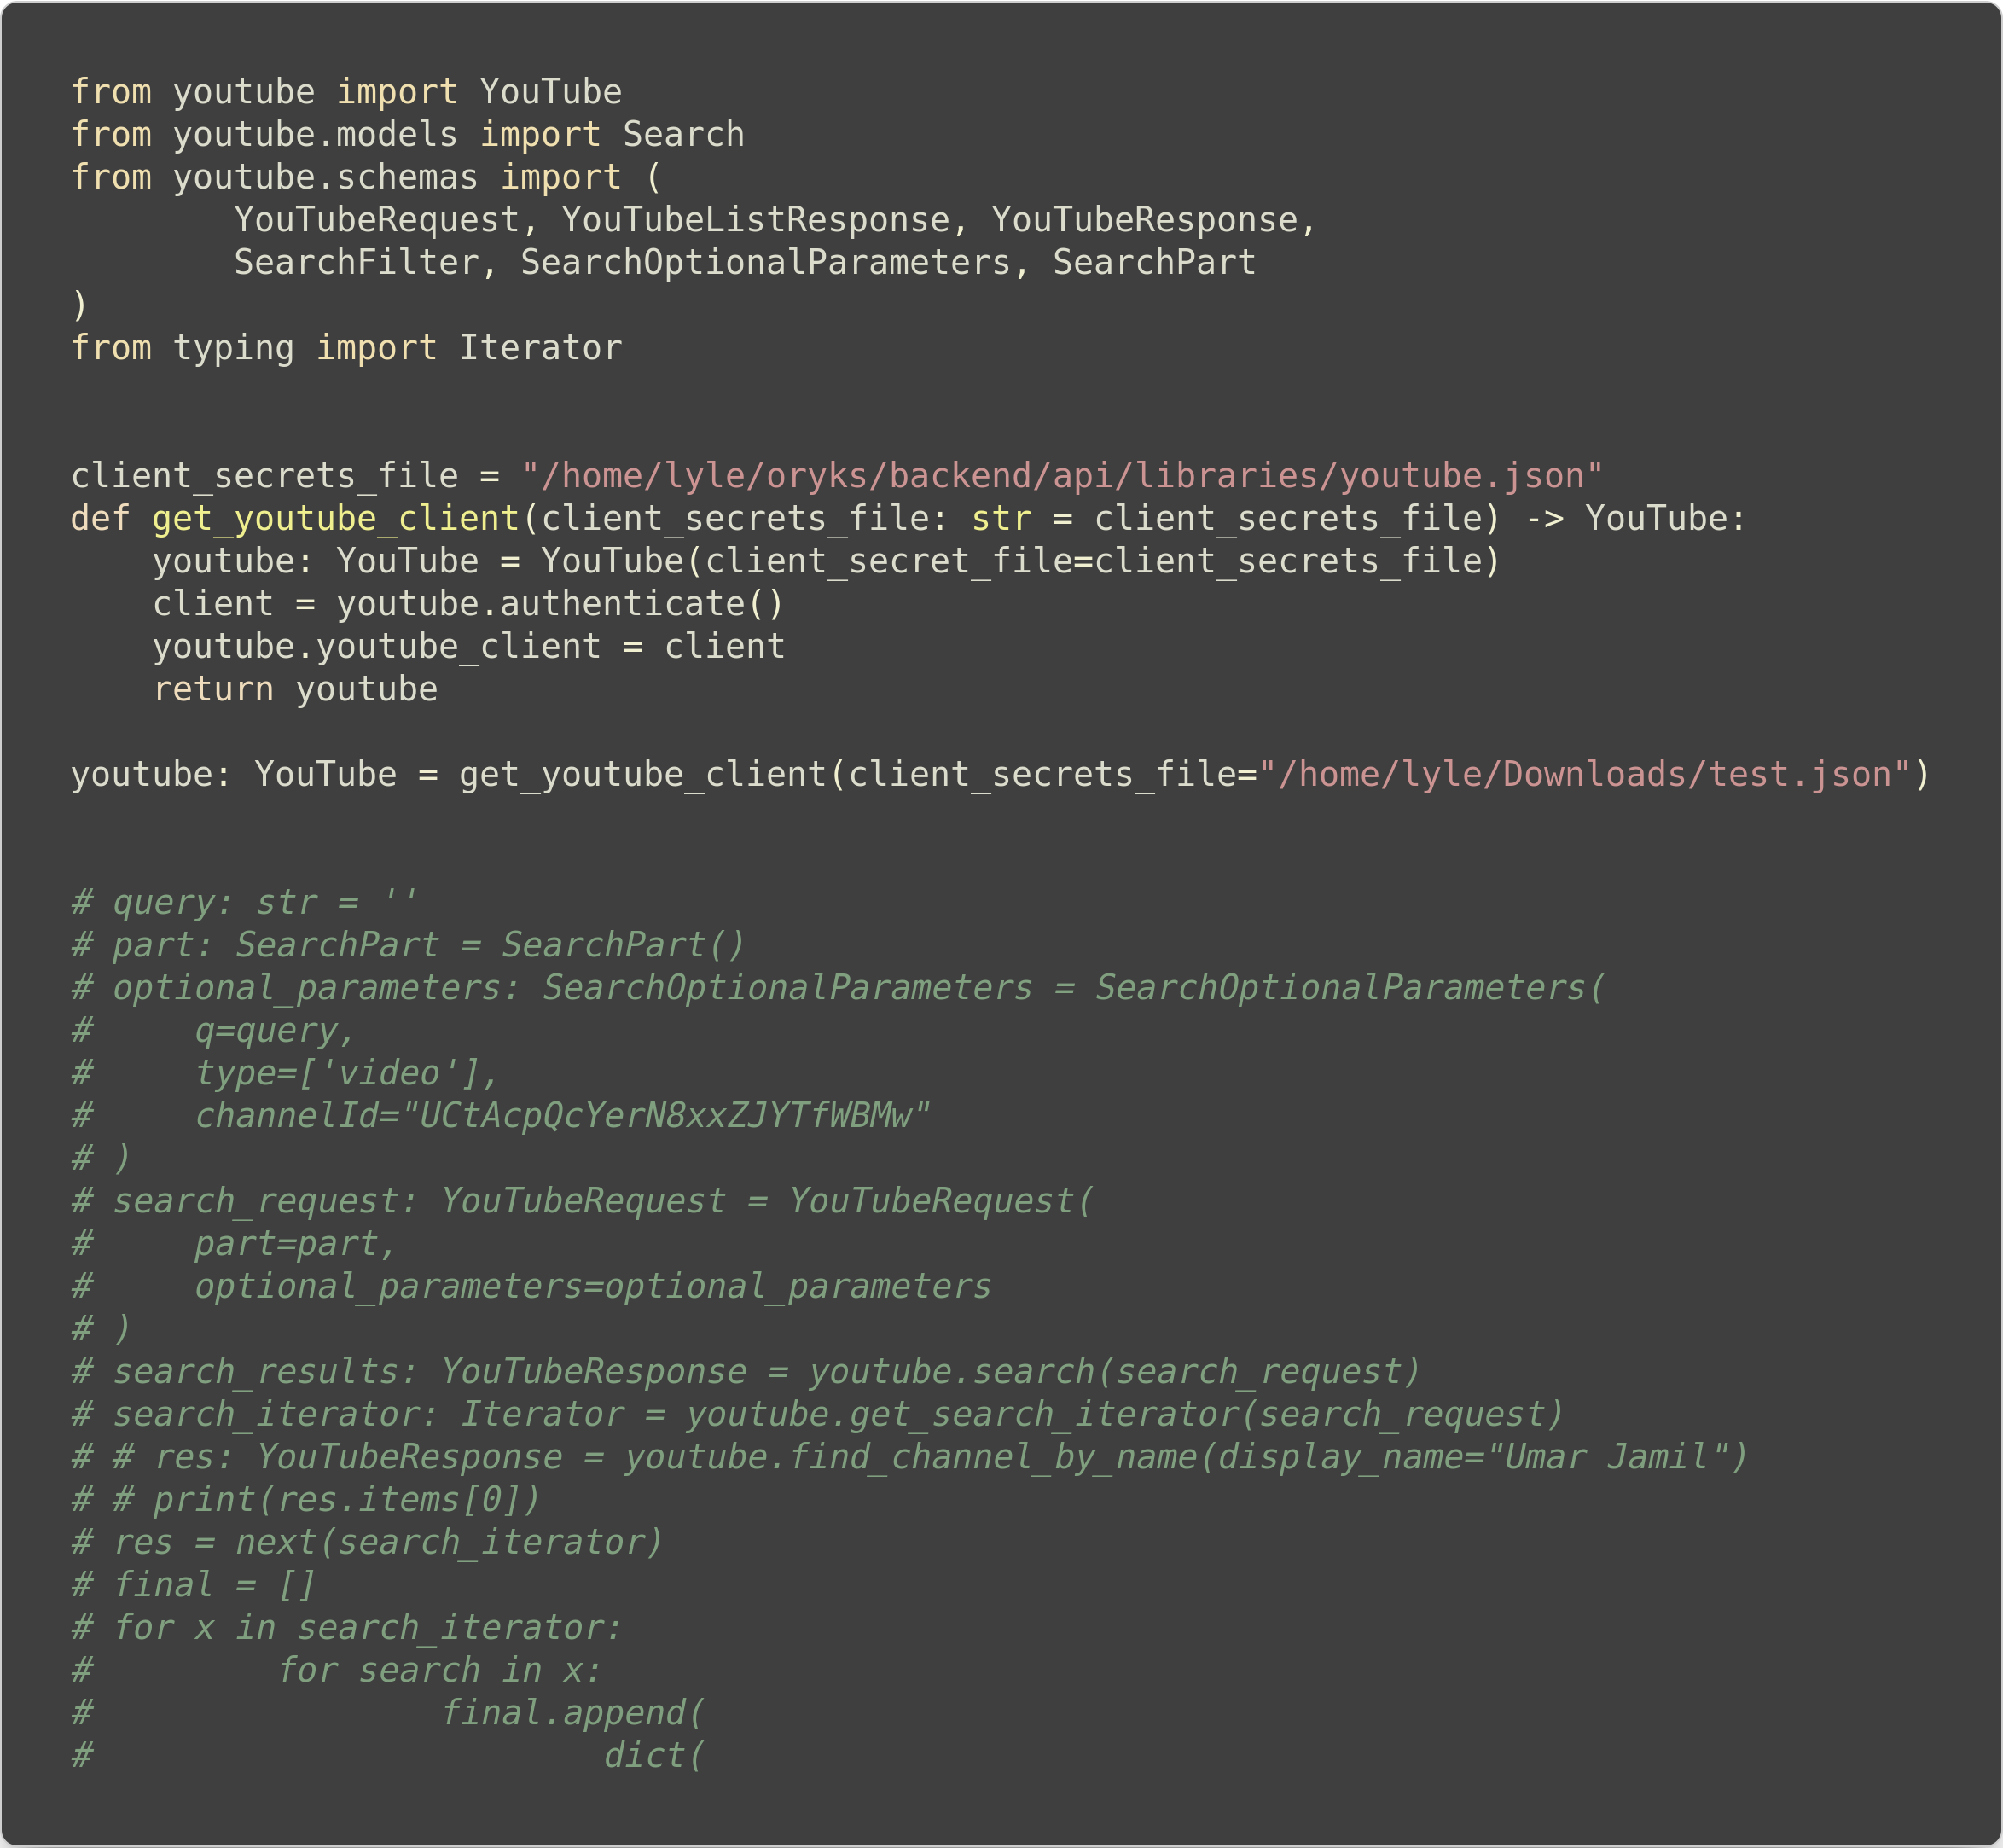 from youtube import YouTube
from youtube.models import Search
from youtube.schemas import (
        YouTubeRequest, YouTubeListResponse, YouTubeResponse,
        SearchFilter, SearchOptionalParameters, SearchPart
)
from typing import Iterator
client_secrets_file = "/home/lyle/oryks/backend/api/libraries/youtube.json"
def get_youtube_client(client_secrets_file: str = client_secrets_file) -> YouTube:
    youtube: YouTube = YouTube(client_secret_file=client_secrets_file)
    client = youtube.authenticate()
    youtube.youtube_client = client
    return youtube
youtube: YouTube = get_youtube_client(client_secrets_file="/home/lyle/Downloads/test.json")
# query: str = ''
# part: SearchPart = SearchPart()
# optional_parameters: SearchOptionalParameters = SearchOptionalParameters(
#     q=query,
#     type=['video'],
#     channelId="UCtAcpQcYerN8xxZJYTfWBMw"
# )
# search_request: YouTubeRequest = YouTubeRequest(
#     part=part,
#     optional_parameters=optional_parameters
# )
# search_results: YouTubeResponse = youtube.search(search_request)
# search_iterator: Iterator = youtube.get_search_iterator(search_request)
# # res: YouTubeResponse = youtube.find_channel_by_name(display_name="Umar Jamil")
# # print(res.items[0])
# res = next(search_iterator)
# final = []
# for x in search_iterator:
#         for search in x:
#                 final.append(
#                         dict(